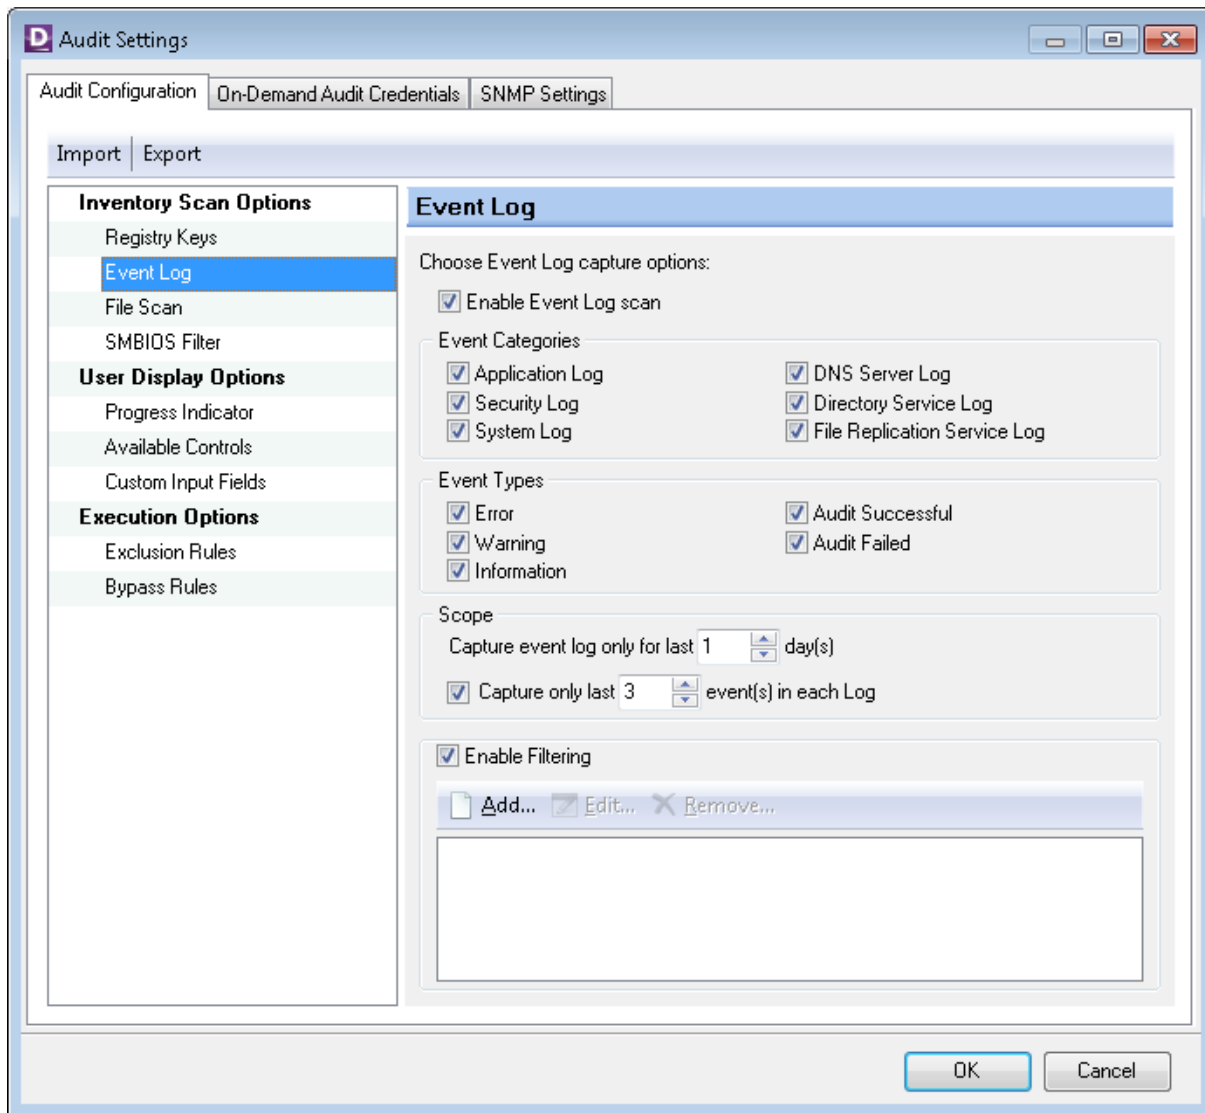 D Audit Settings
Audit Configuration On-Demand Audit Credentials SNMP Settings
Import Export
Inventory Scan Options
Registry Keys
Event Log
File Scan
SMBIOS Filter
User Display Options
Progress Indicator
Available Controls
Custom Input Fields
Execution Options
Exclusion Rules
Bypass Rules
Event Log
Choose Event Log capture options:
Enable Event Log scan
Event Categories
Application Log DNS Server Log
Security Log Directory Service Log
System Log File Replication Service Log
Event Types
Error Audit Successful
Warning Audit Failed
Information
Scope
Capture event log only for last 1 day(s)
Capture only last 3 event(s) in each Log
Enable Filtering
Add... Edit... Remove...
OK Cancel